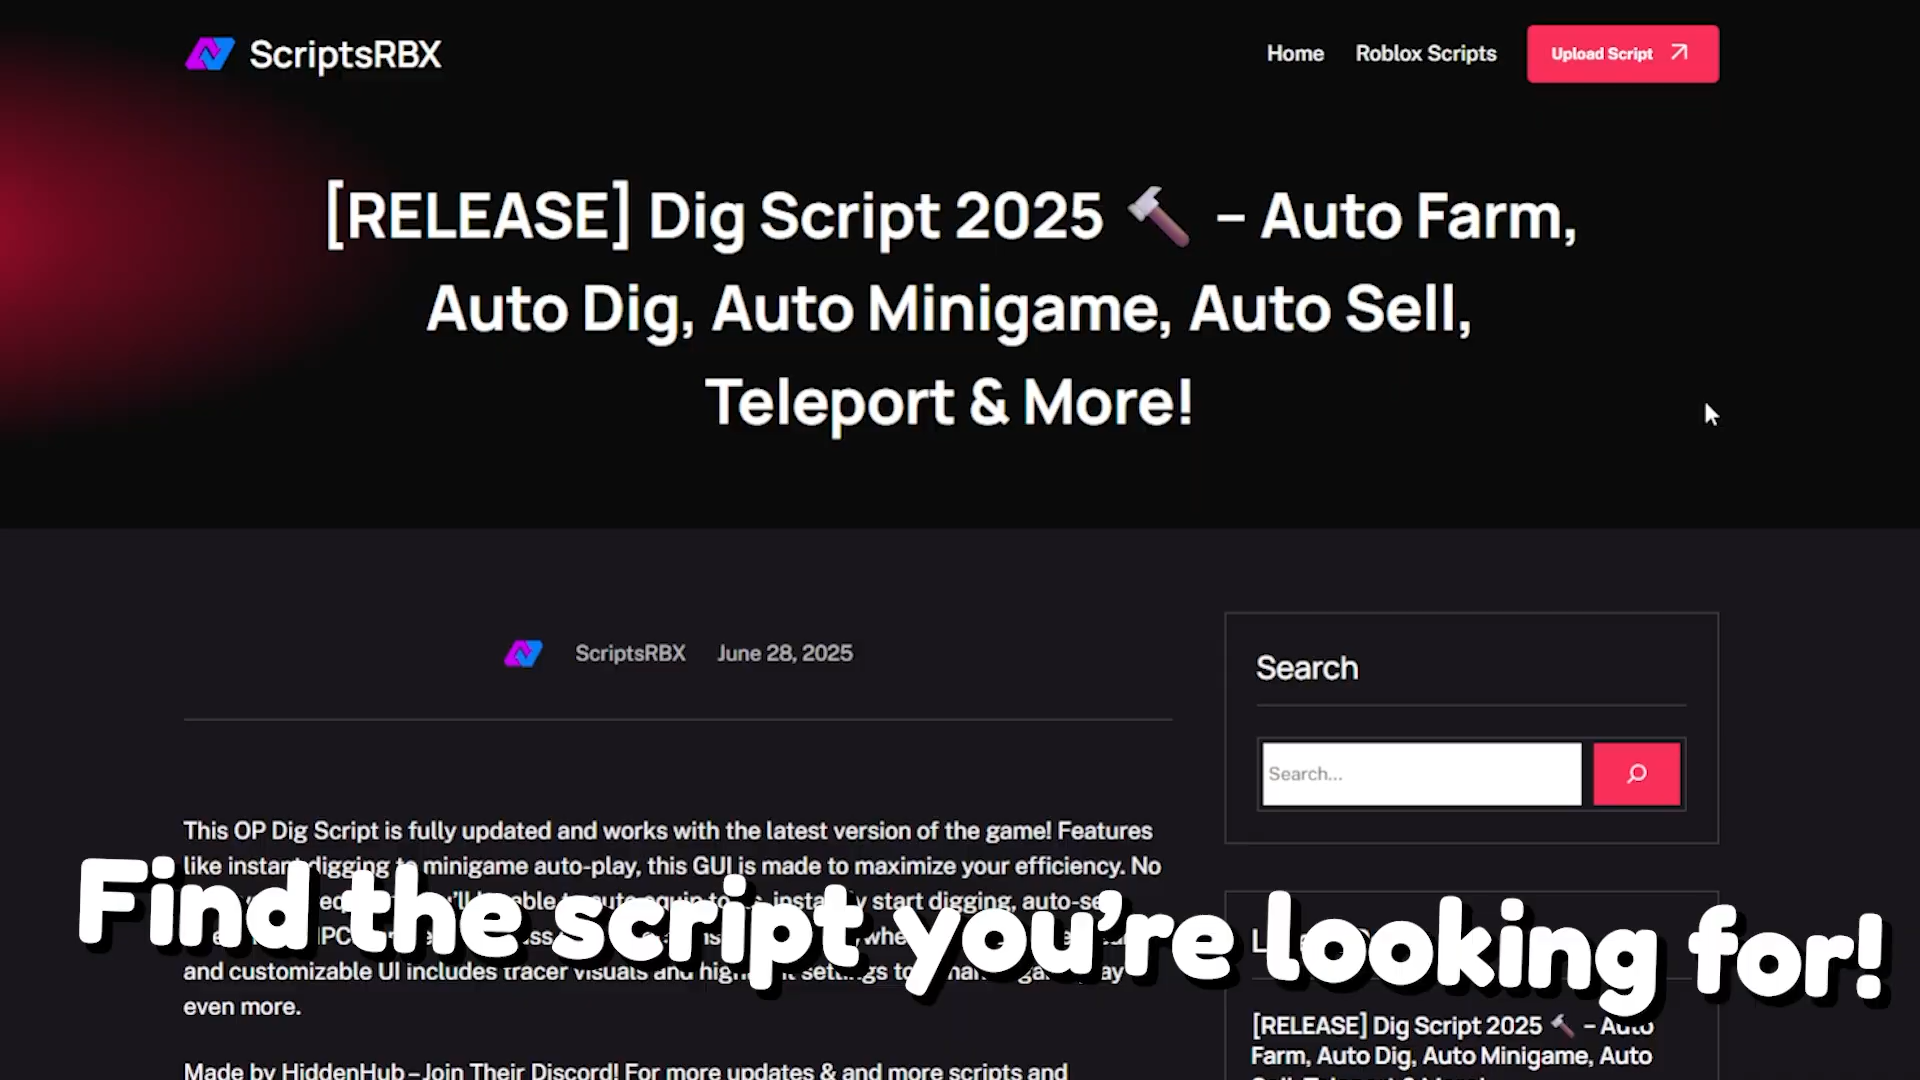 ScriptsRBX
Home
Roblox Scripts
Upload Script
[RELEASE] Dig Script 2025 🔨 – Auto Farm,
Auto Dig, Auto Minigame, Auto Sell,
Teleport & More!
ScriptsRBX
June 28, 2025
Search
Search...
This OP Dig Script is fully updated and works with the latest version of the game! Features
like instant digging to minigame auto-play, this GUI is made to maximize your efficiency. No
start digging,
and customizable UI includes tracer visuals and settings
even more.
Made by HiddenHub – Join Their Discord! For more updates & and more scripts and
Find the script you're looking for!
[RELEASE] Dig Script 2025 🔨 – Auto
Farm, Auto Dig, Auto Minigame, Auto